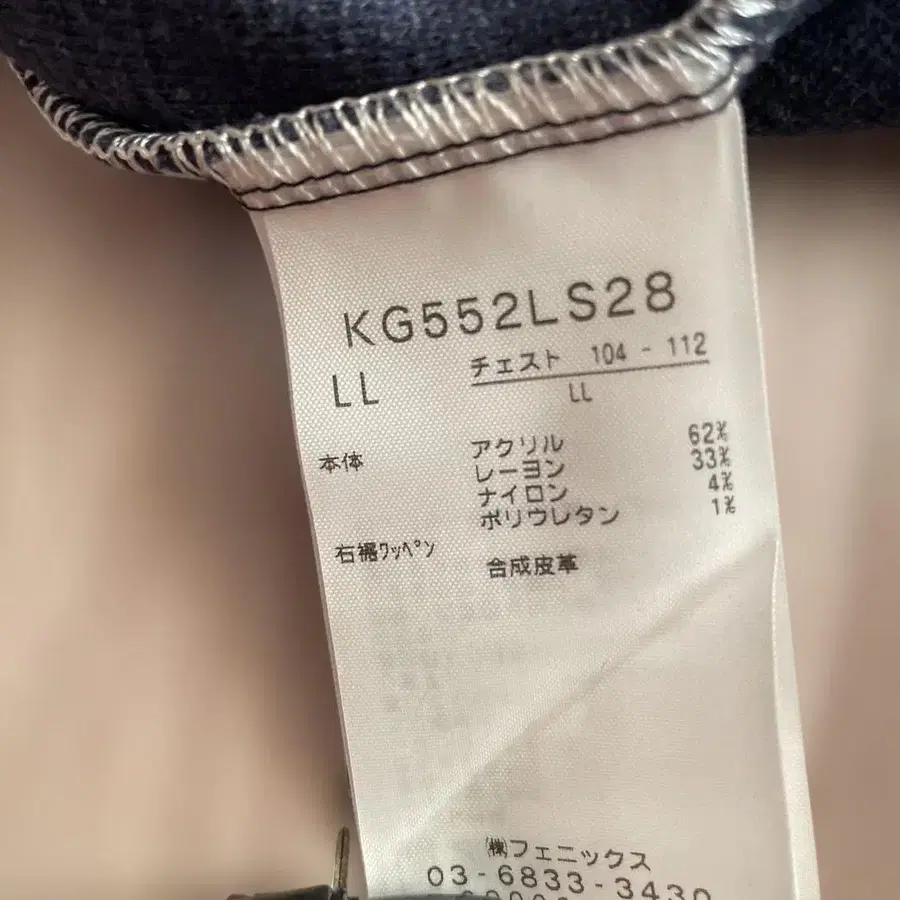 KG552LS28
LL チェスト 104 - 112
LL
本体 アクリル 62%
レーヨン 33%
ナイロン 4%
ポリウレタン 1%
右裾ワッペン 合成皮革
㈱フェニックス
03-6833-3430